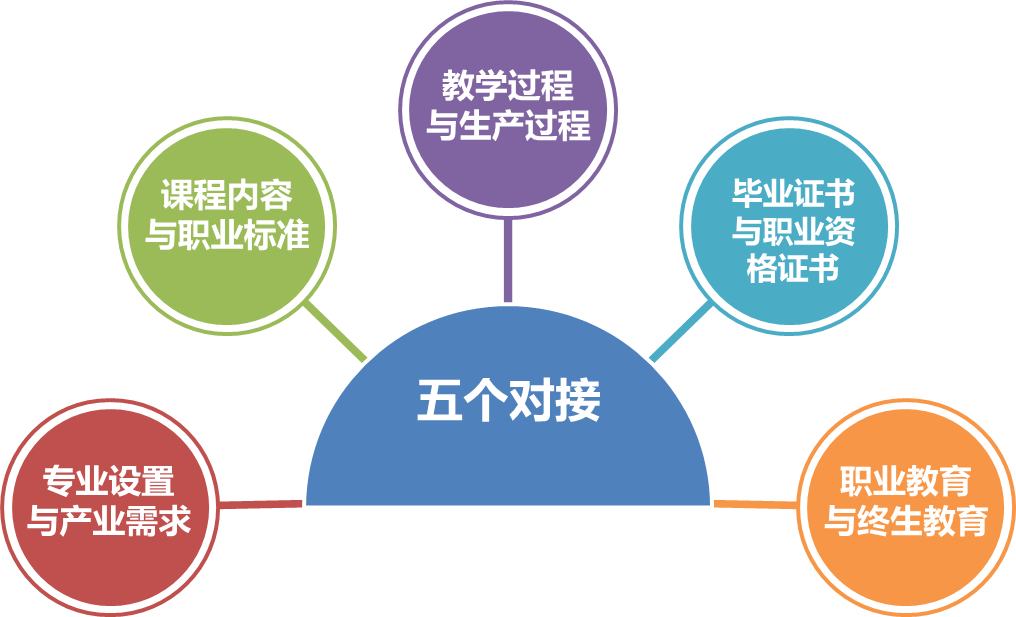 教学过程
与生产过程
课程内容
与职业标准
毕业证书
与职业资
格证书
五个对接
专业设置
与产业需求
职业教育
与终生教育